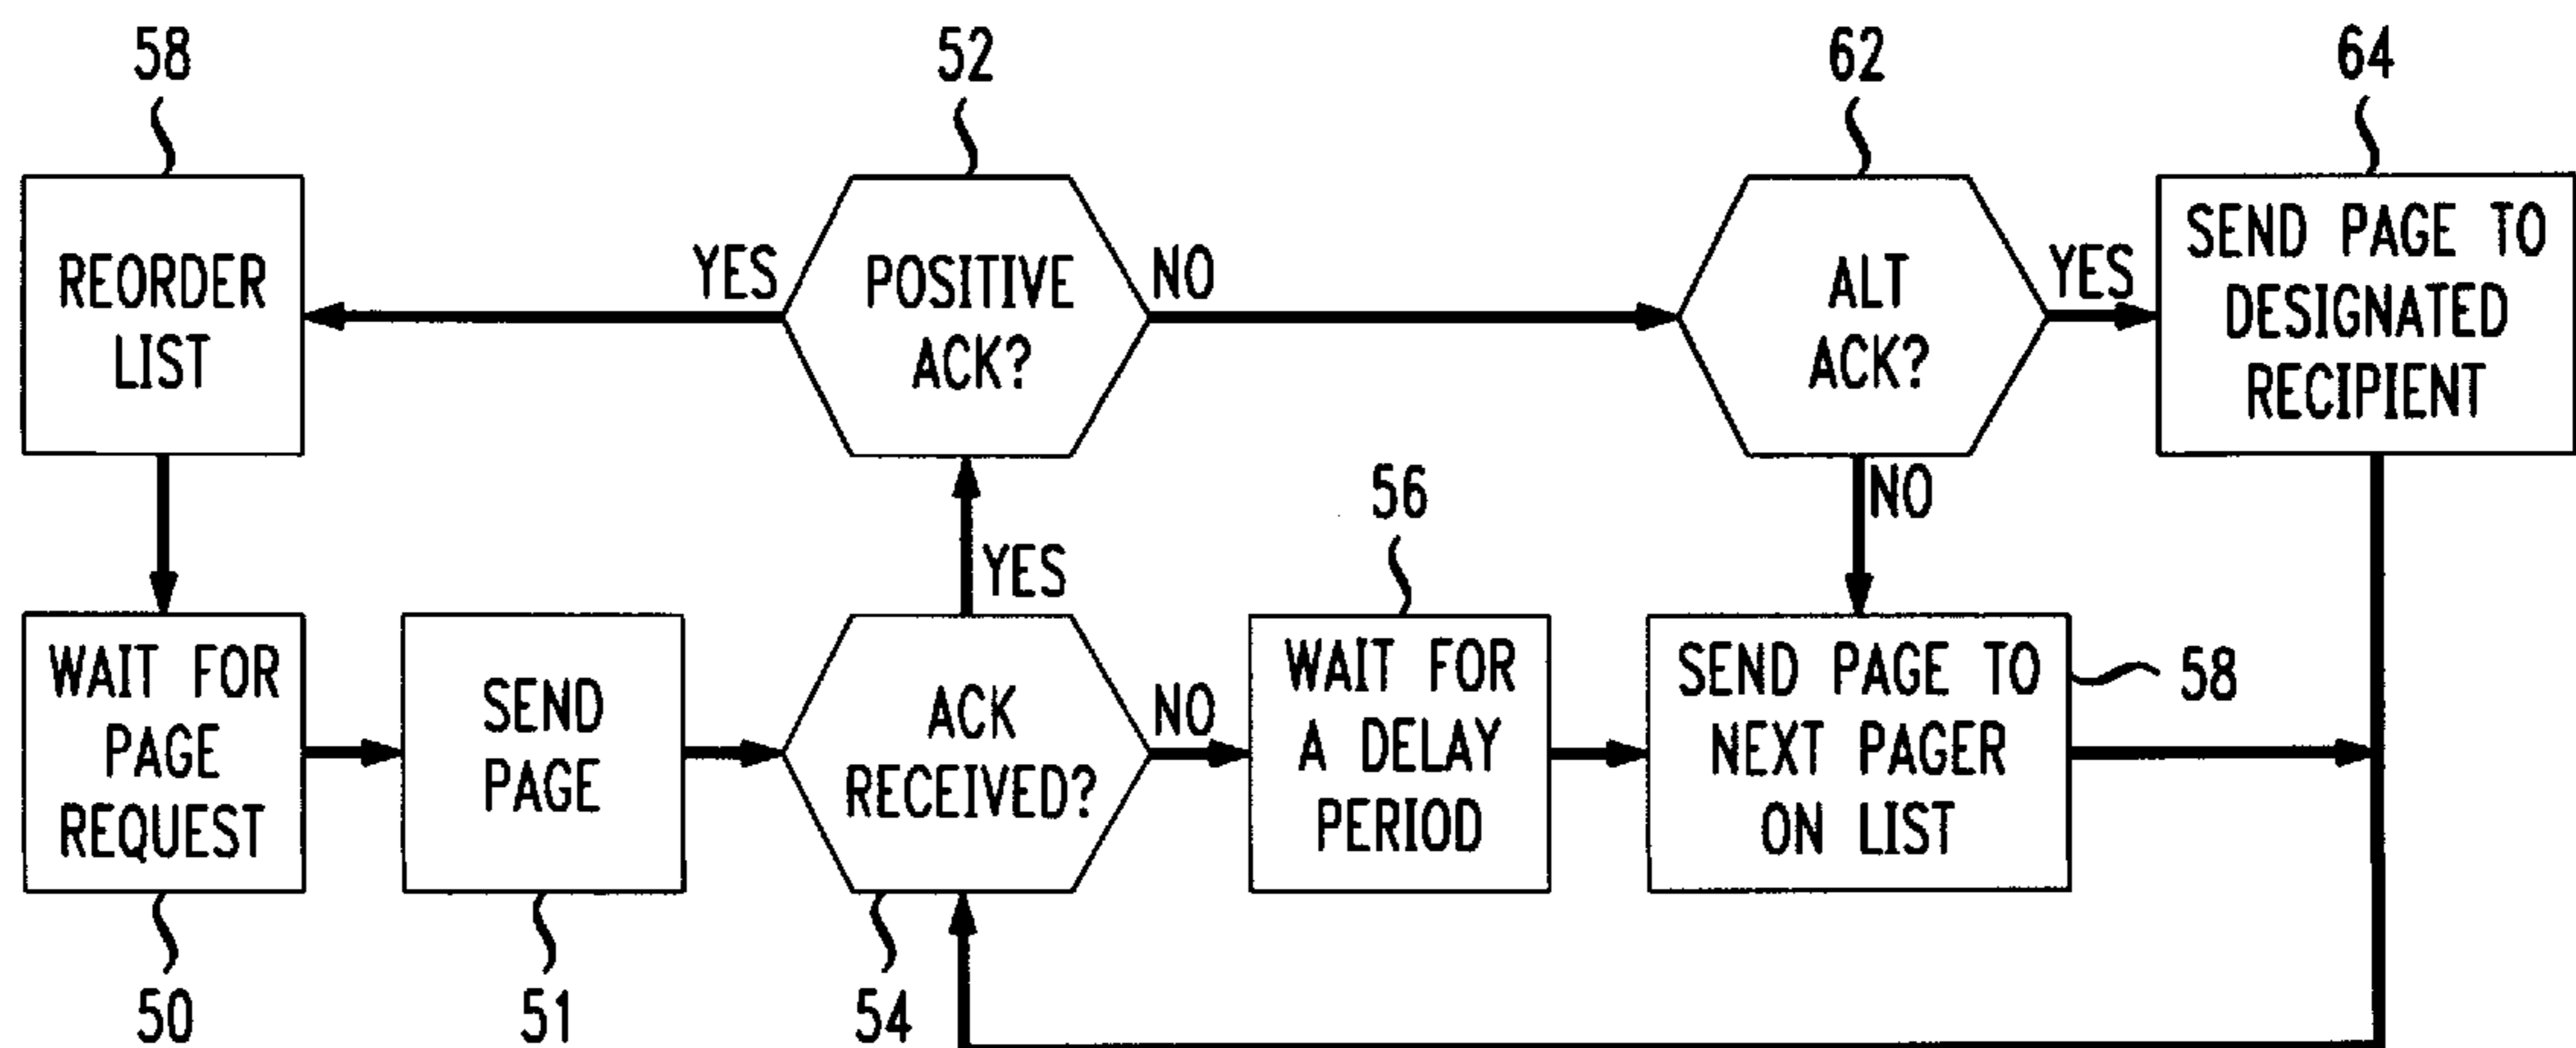 58
52
62
64
REORDER
LIST
YES
POSITIVE
ACK?
NO
ALT
ACK?
YES
SEND PAGE TO
DESIGNATED
RECIPIENT
YES
56
NO
WAIT FOR
PAGE
REQUEST
SEND
PAGE
ACK
RECEIVED?
NO
WAIT FOR
A DELAY
PERIOD
SEND PAGE TO
NEXT PAGER
ON LIST
58
50
51
54